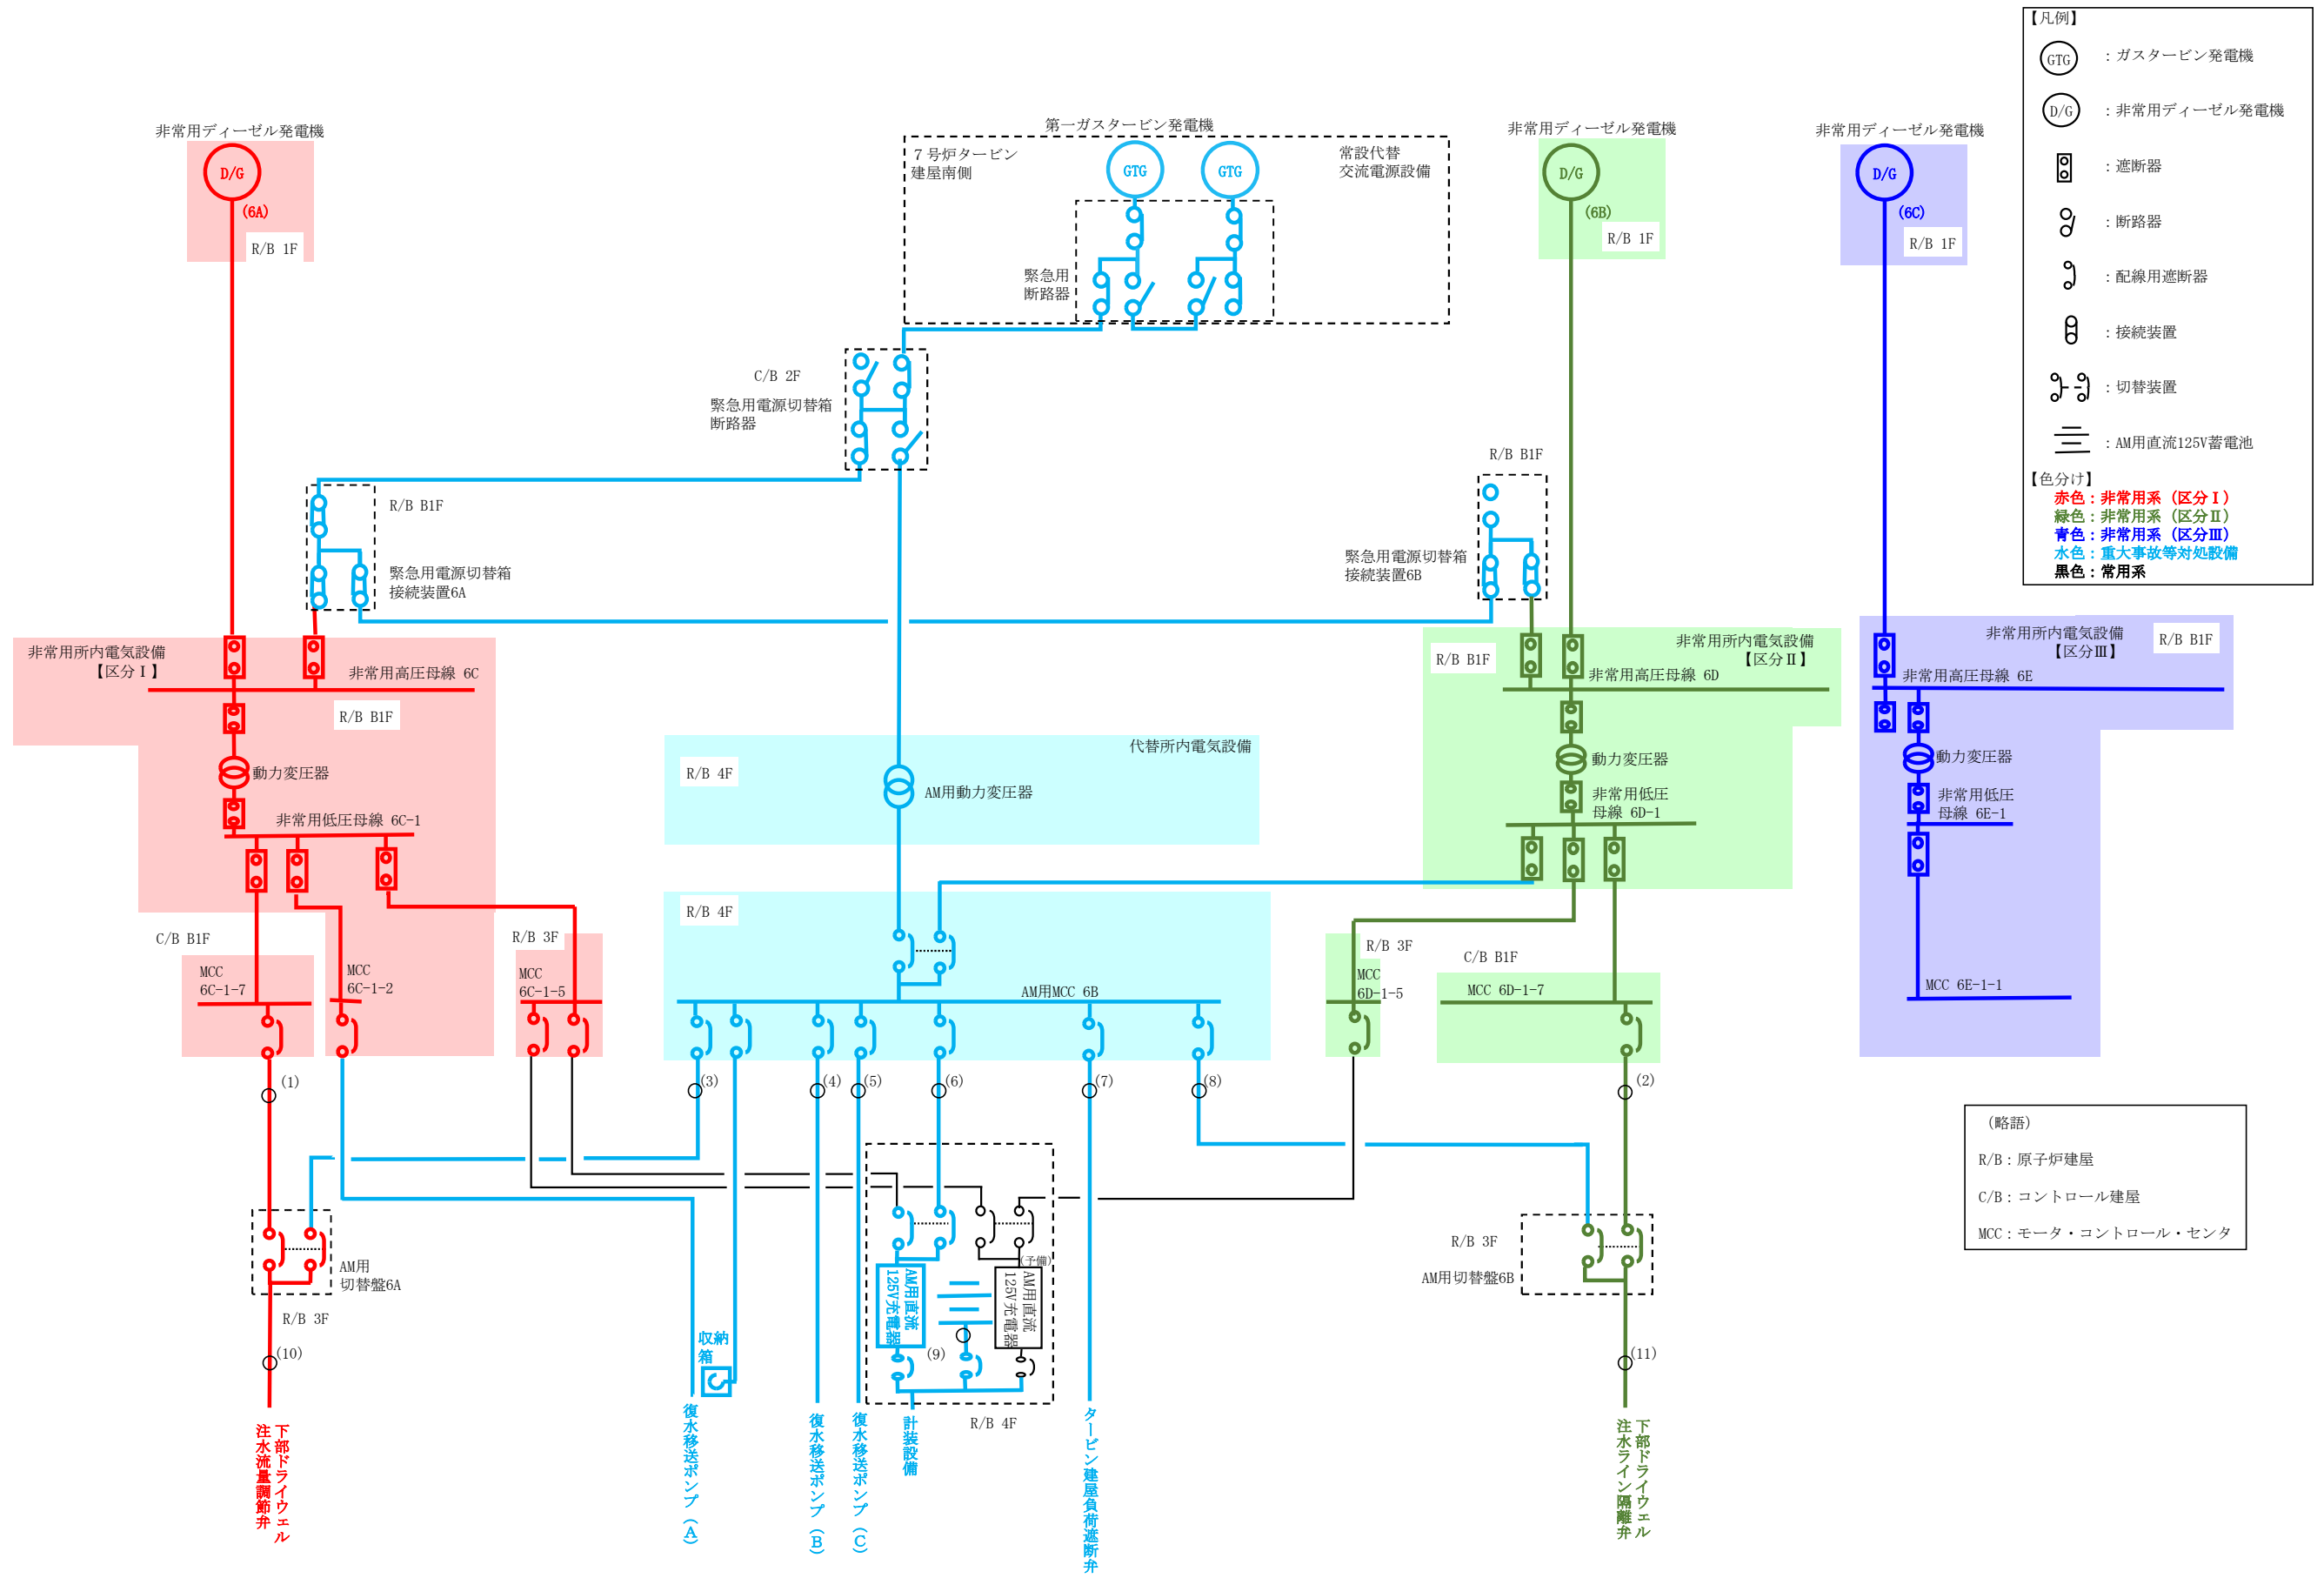 【凡例】
GTG
：ガスタービン発電機
D/G
：非常用ディーゼル発電機
：遮断器
：断路器
：配線用遮断器
：接続装置
：切替装置
：AM用直流125V蓄電池
【色分け】
赤色：非常用系（区分Ⅰ）
緑色：非常用系（区分Ⅱ）
青色：非常用系（区分Ⅲ）
水色：重大事故等対処設備
黒色：常用系
非常用ディーゼル発電機
D/G
(6A)
R/B 1F
第一ガスタービン発電機
７号炉タービン
建屋南側
GTG
GTG
常設代替
交流電源設備
緊急用
断路器
非常用ディーゼル発電機
D/G
(6B)
R/B 1F
非常用ディーゼル発電機
D/G
(6C)
R/B 1F
C/B 2F
緊急用電源切替箱
断路器
R/B B1F
緊急用電源切替箱
接続装置6A
R/B B1F
緊急用電源切替箱
接続装置6B
非常用所内電気設備
【区分Ⅰ】
非常用高圧母線 6C
R/B B1F
動力変圧器
非常用低圧母線 6C-1
R/B 4F
代替所内電気設備
AM用動力変圧器
R/B B1F
非常用所内電気設備
【区分Ⅱ】
非常用高圧母線 6D
動力変圧器
非常用低圧
母線 6D-1
非常用所内電気設備
【区分Ⅲ】
R/B B1F
非常用高圧母線 6E
動力変圧器
非常用低圧
母線 6E-1
MCC 6E-1-1
C/B B1F
MCC
6C-1-7
MCC
6C-1-2
R/B 3F
MCC
6C-1-5
R/B 4F
AM用MCC 6B
R/B 3F
MCC
6D-1-5
C/B B1F
MCC 6D-1-7
(1)
(3)
(4)
(5)
(6)
(7)
(8)
(2)
（略語）
R/B：原子炉建屋
C/B：コントロール建屋
MCC：モータ・コントロール・センタ
AM用
切替盤6A
R/B 3F
(10)
収納
箱
AM用直流
125V充電器
(予備)
AM用直流
125V充電器
(9)
R/B 4F
R/B 3F
AM用切替盤6B
(11)
下部ドライウェル
注水流量調節弁
復水移送ポンプ（Ａ）
復水移送ポンプ（Ｂ）
復水移送ポンプ（Ｃ）
計装設備
タービン建屋負荷遮断弁
下部ドライウェル
注水ライン隔離弁